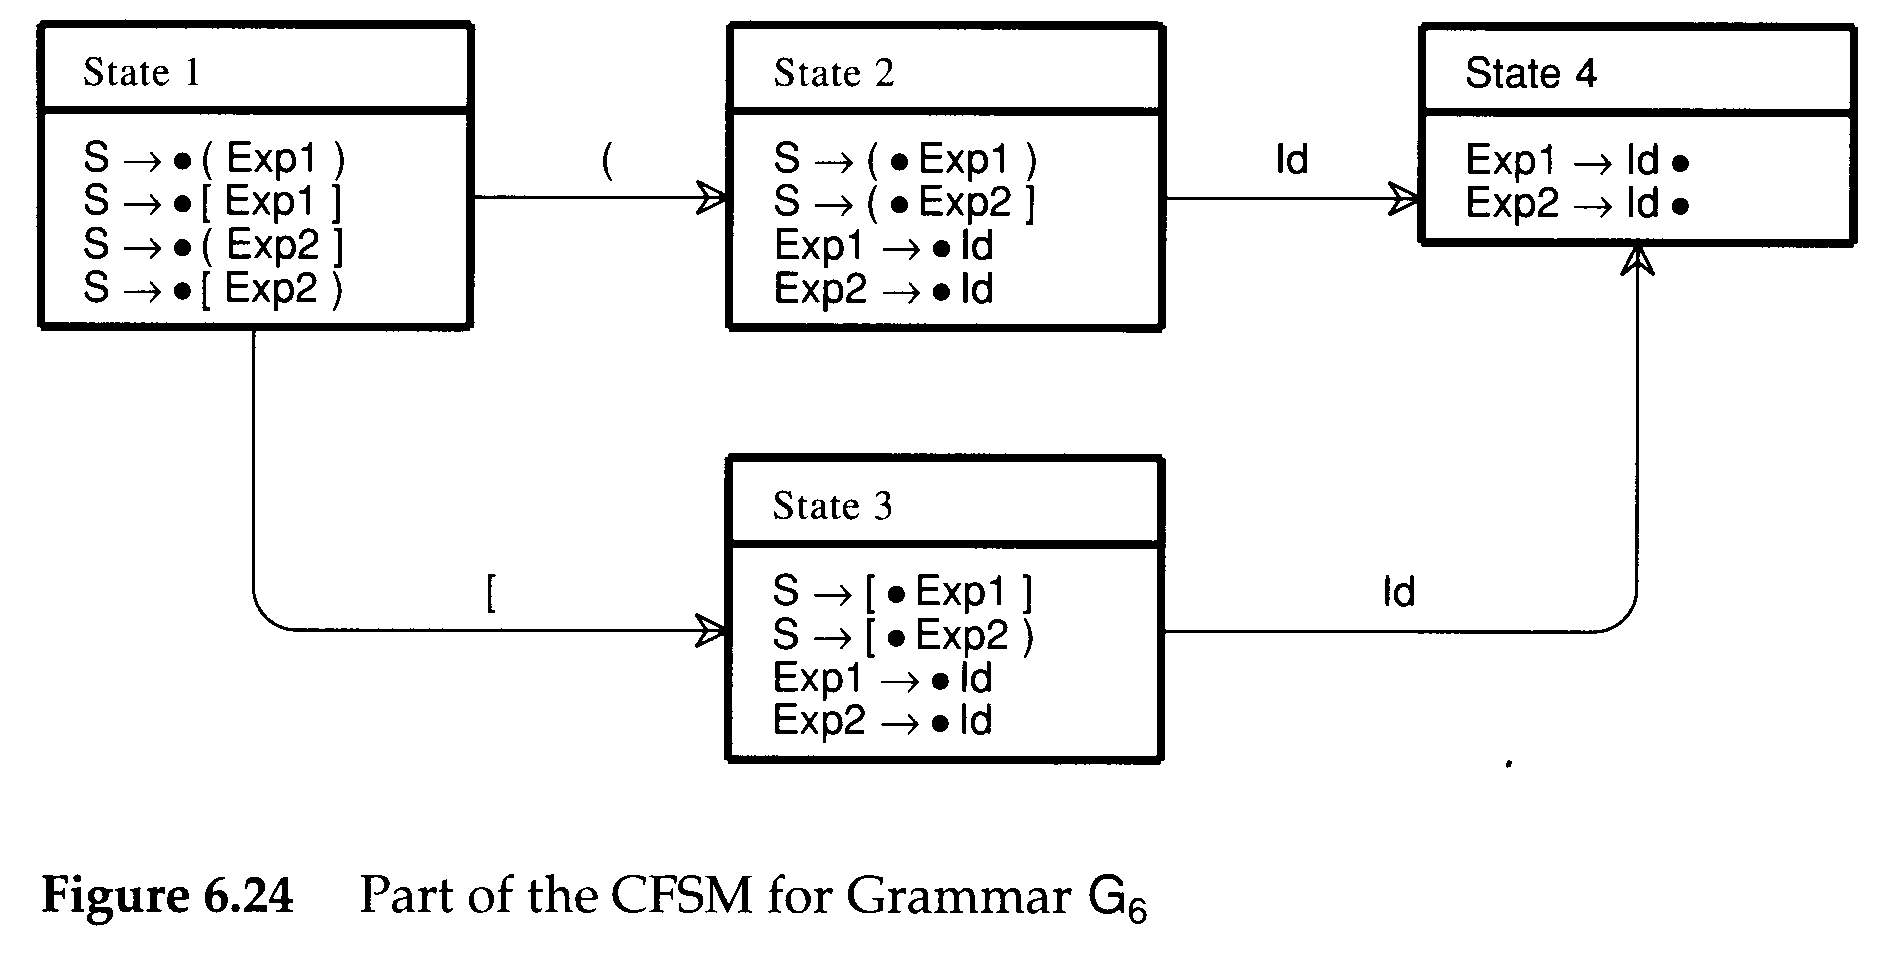 State 1
S → ● ( Exp1 )
S → ● [ Exp1 ]
S → ● ( Exp2 ]
S → ● [ Exp2 )
(
State 2
S → ( ● Exp1 )
S → ( ● Exp2 ]
Exp1 → ● Id
Exp2 → ● Id
Id
State 4
Exp1 → Id ●
Exp2 → Id ●
[
State 3
S → [ ● Exp1 ]
S → [ ● Exp2 )
Exp1 → ● Id
Exp2 → ● Id
Id
Figure 6.24 Part of the CFSM for Grammar G₆